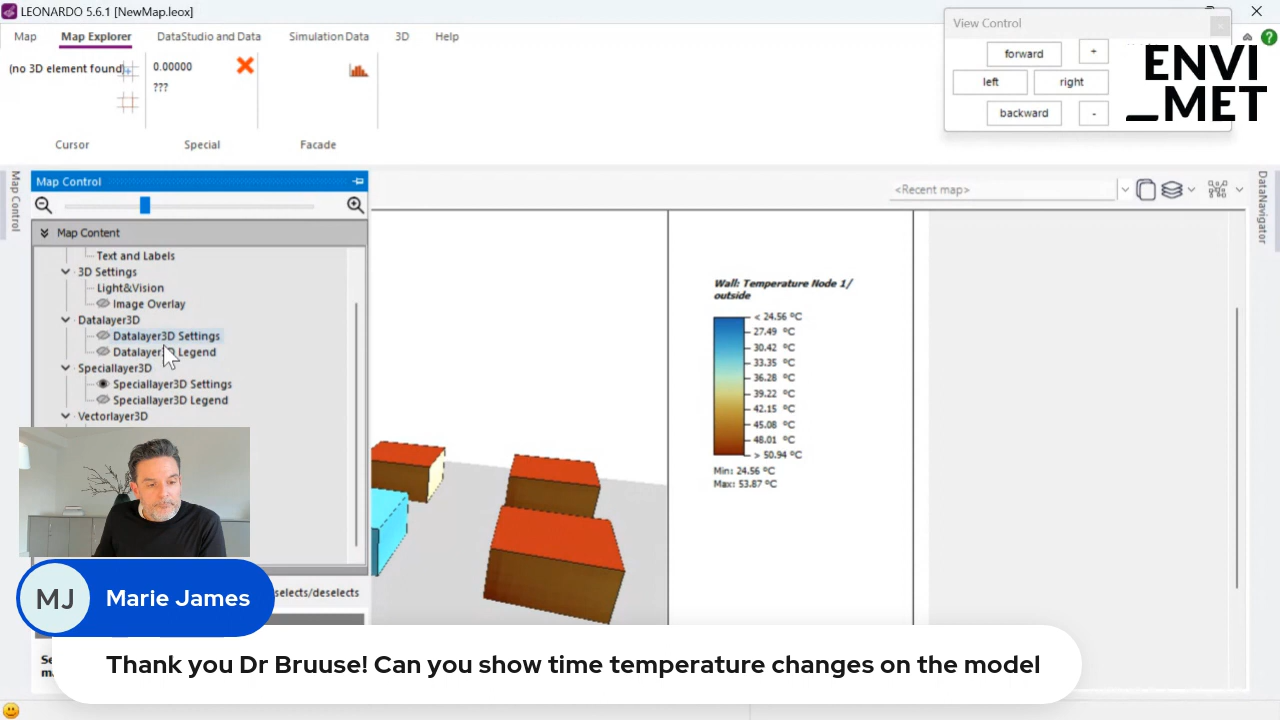 LEONARDO 5.6.1 [NewMap.leox]
Map
Map Explorer
DataStudio and Data
Simulation Data
3D
Help
(no 3D element found)
0.00000
???
Cursor
Special
Facade
View Control
forward
+
left
right
backward
-
ENVI
_MET
Map Control
Map Control
<Recent map>
DataNavigator
Map Content
Text and Labels
3D Settings
Light&Vision
Image Overlay
Datalayer3D
Datalayer3D Settings
Datalayer3D Legend
Speciallayer3D
Speciallayer3D Settings
Speciallayer3D Legend
Vectorlayer3D
selects/deselects
Wall: Temperature Node 1/
outside
< 24.56 °C
27.49 °C
30.42 °C
33.35 °C
36.28 °C
39.22 °C
42.15 °C
45.08 °C
48.01 °C
> 50.94 °C
Min: 24.56 °C
Max: 53.87 °C
MJ
Marie James
Thank you Dr Bruuse! Can you show time temperature changes on the model